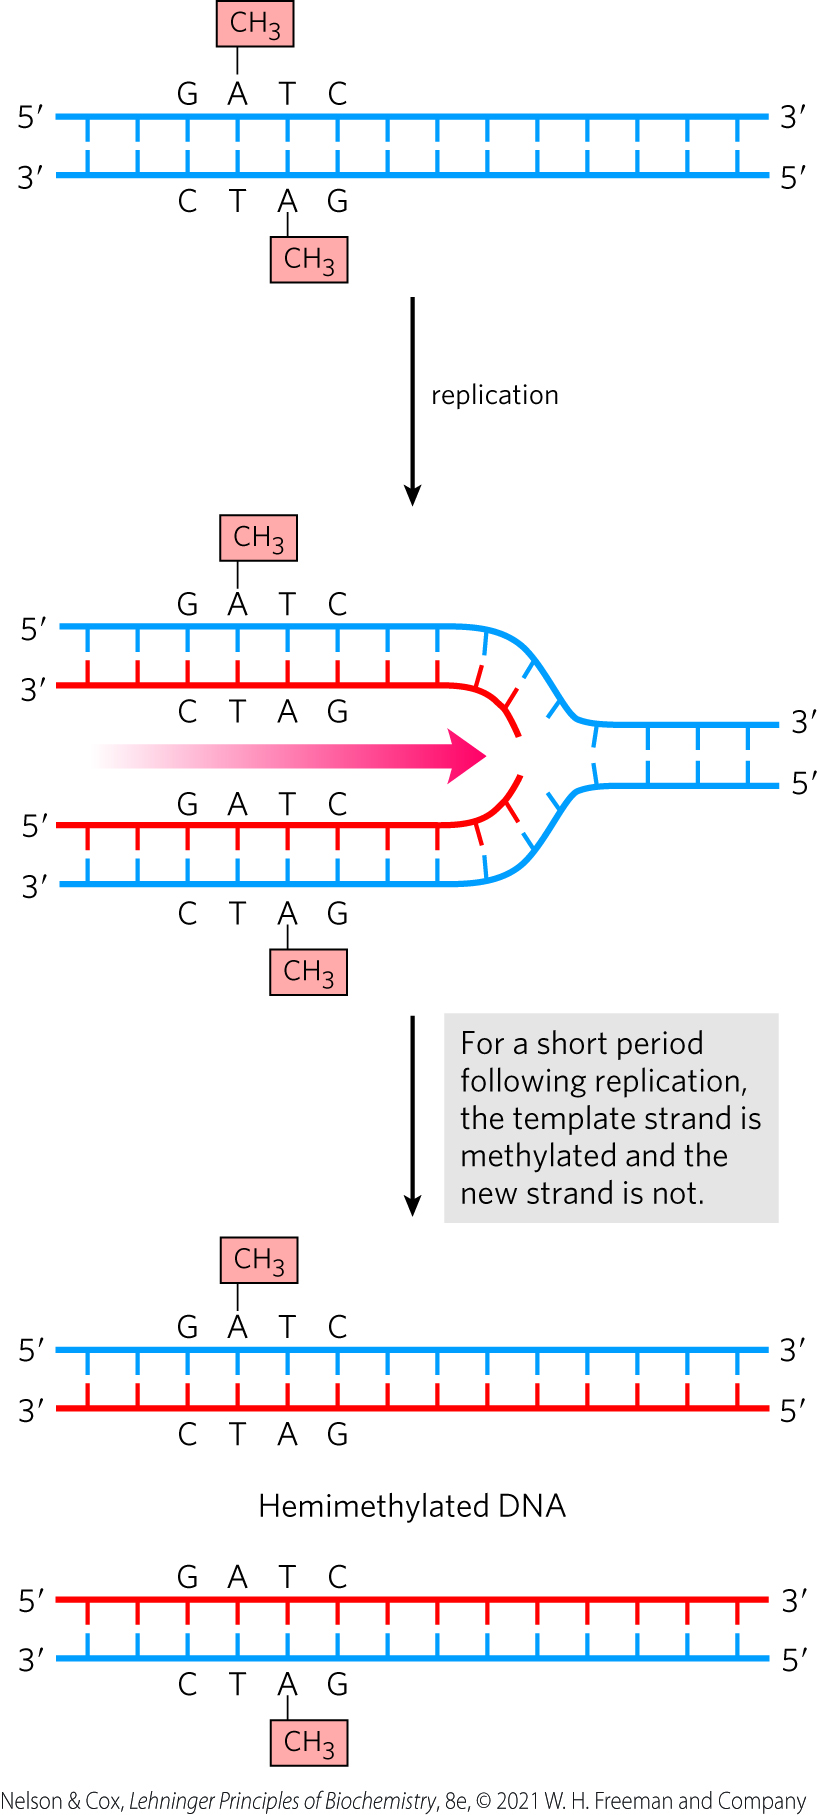 CH3
G A T C
5′ 3′
3′ 5′
C T A G
CH3
replication
CH3
G A T C
5′
3′
C T A G
3′
5′
G A T C
5′
3′
C T A G
CH3
For a short period
following replication,
the template strand is
methylated and the
new strand is not.
CH3
G A T C
5′ 3′
3′ 5′
C T A G
Hemimethylated DNA
G A T C
5′ 3′
3′ 5′
C T A G
CH3
Nelson & Cox, Lehninger Principles of Biochemistry, 8e, © 2021 W. H. Freeman and Company